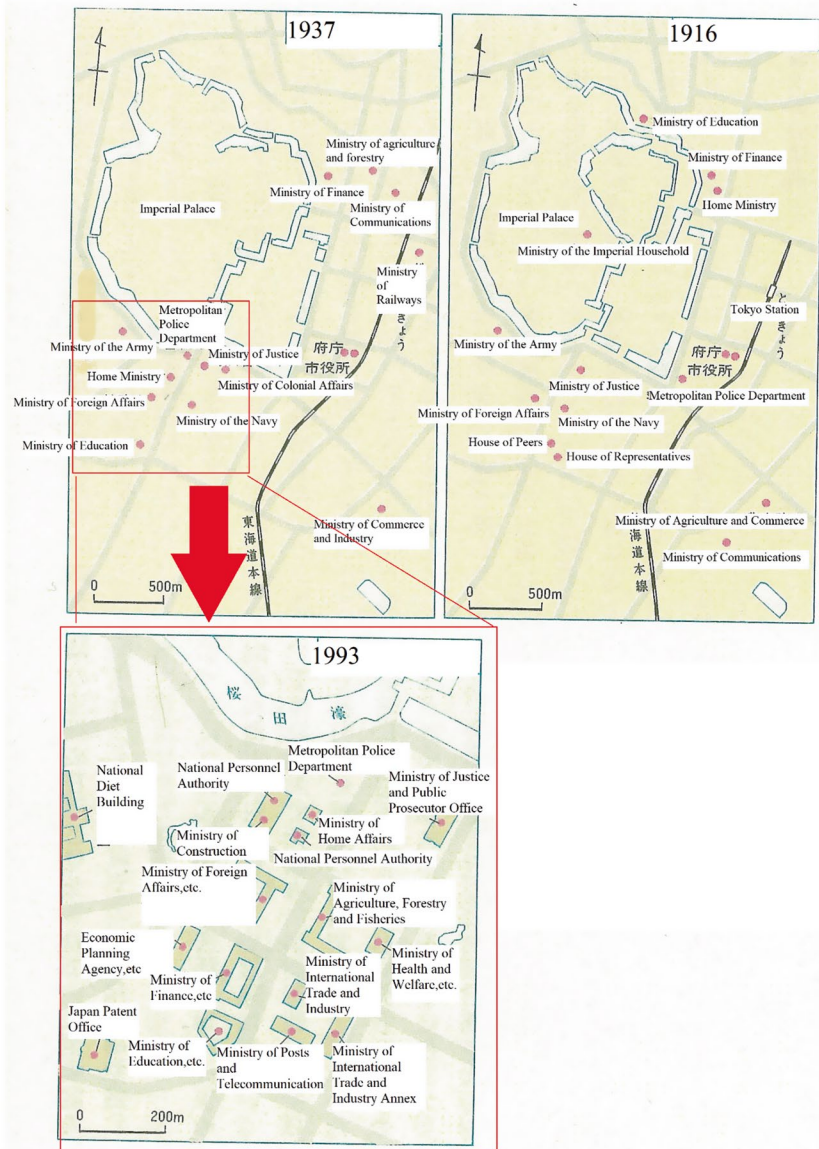 1937
Ministry of agriculture
and forestry
Ministry of Finance
Ministry of
Communications
Imperial Palace
Ministry
of
Railways
きょう
Metropolitan
Police
Department
Ministry of the Army
Ministry of Justice
府庁
市役所
Home Ministry
Ministry of Colonial Affairs
Ministry of Foreign Affairs
Ministry of the Navy
Ministry of Education
Ministry of Commerce
and Industry
東海道本線
0 500m
1916
Ministry of Education
Ministry of Finance
Home Ministry
Imperial Palace
Ministry of the Imperial Household
とうきょう
Tokyo Station
Ministry of the Army
府庁
市役所
Ministry of Justice
Metropolitan Police Department
Ministry of Foreign Affairs
Ministry of the Navy
House of Peers
House of Representatives
Ministry of Agriculture and Commerce
Ministry of Communications
海道本線
0 500m
1993
桜田濠
Metropolitan Police
Department
National Personnel
Authority
National
Diet
Building
Ministry of Justice
and Public
Prosecutor Office
Ministry of
Construction
Ministry of
Home Affairs
National Personnel Authority
Ministry of Foreign
Affairs,etc.
Ministry of
Agriculture, Forestry
and Fisheries
Economic
Planning
Agency,etc
Ministry of
Finance,etc
Ministry of
International
Trade and
Industry
Ministry of
Health and
Welfare,etc.
Japan Patent
Office
Ministry of
Education,etc.
Ministry of Posts
and
Telecommunication
Ministry of
International
Trade and
Industry Annex
0 200m